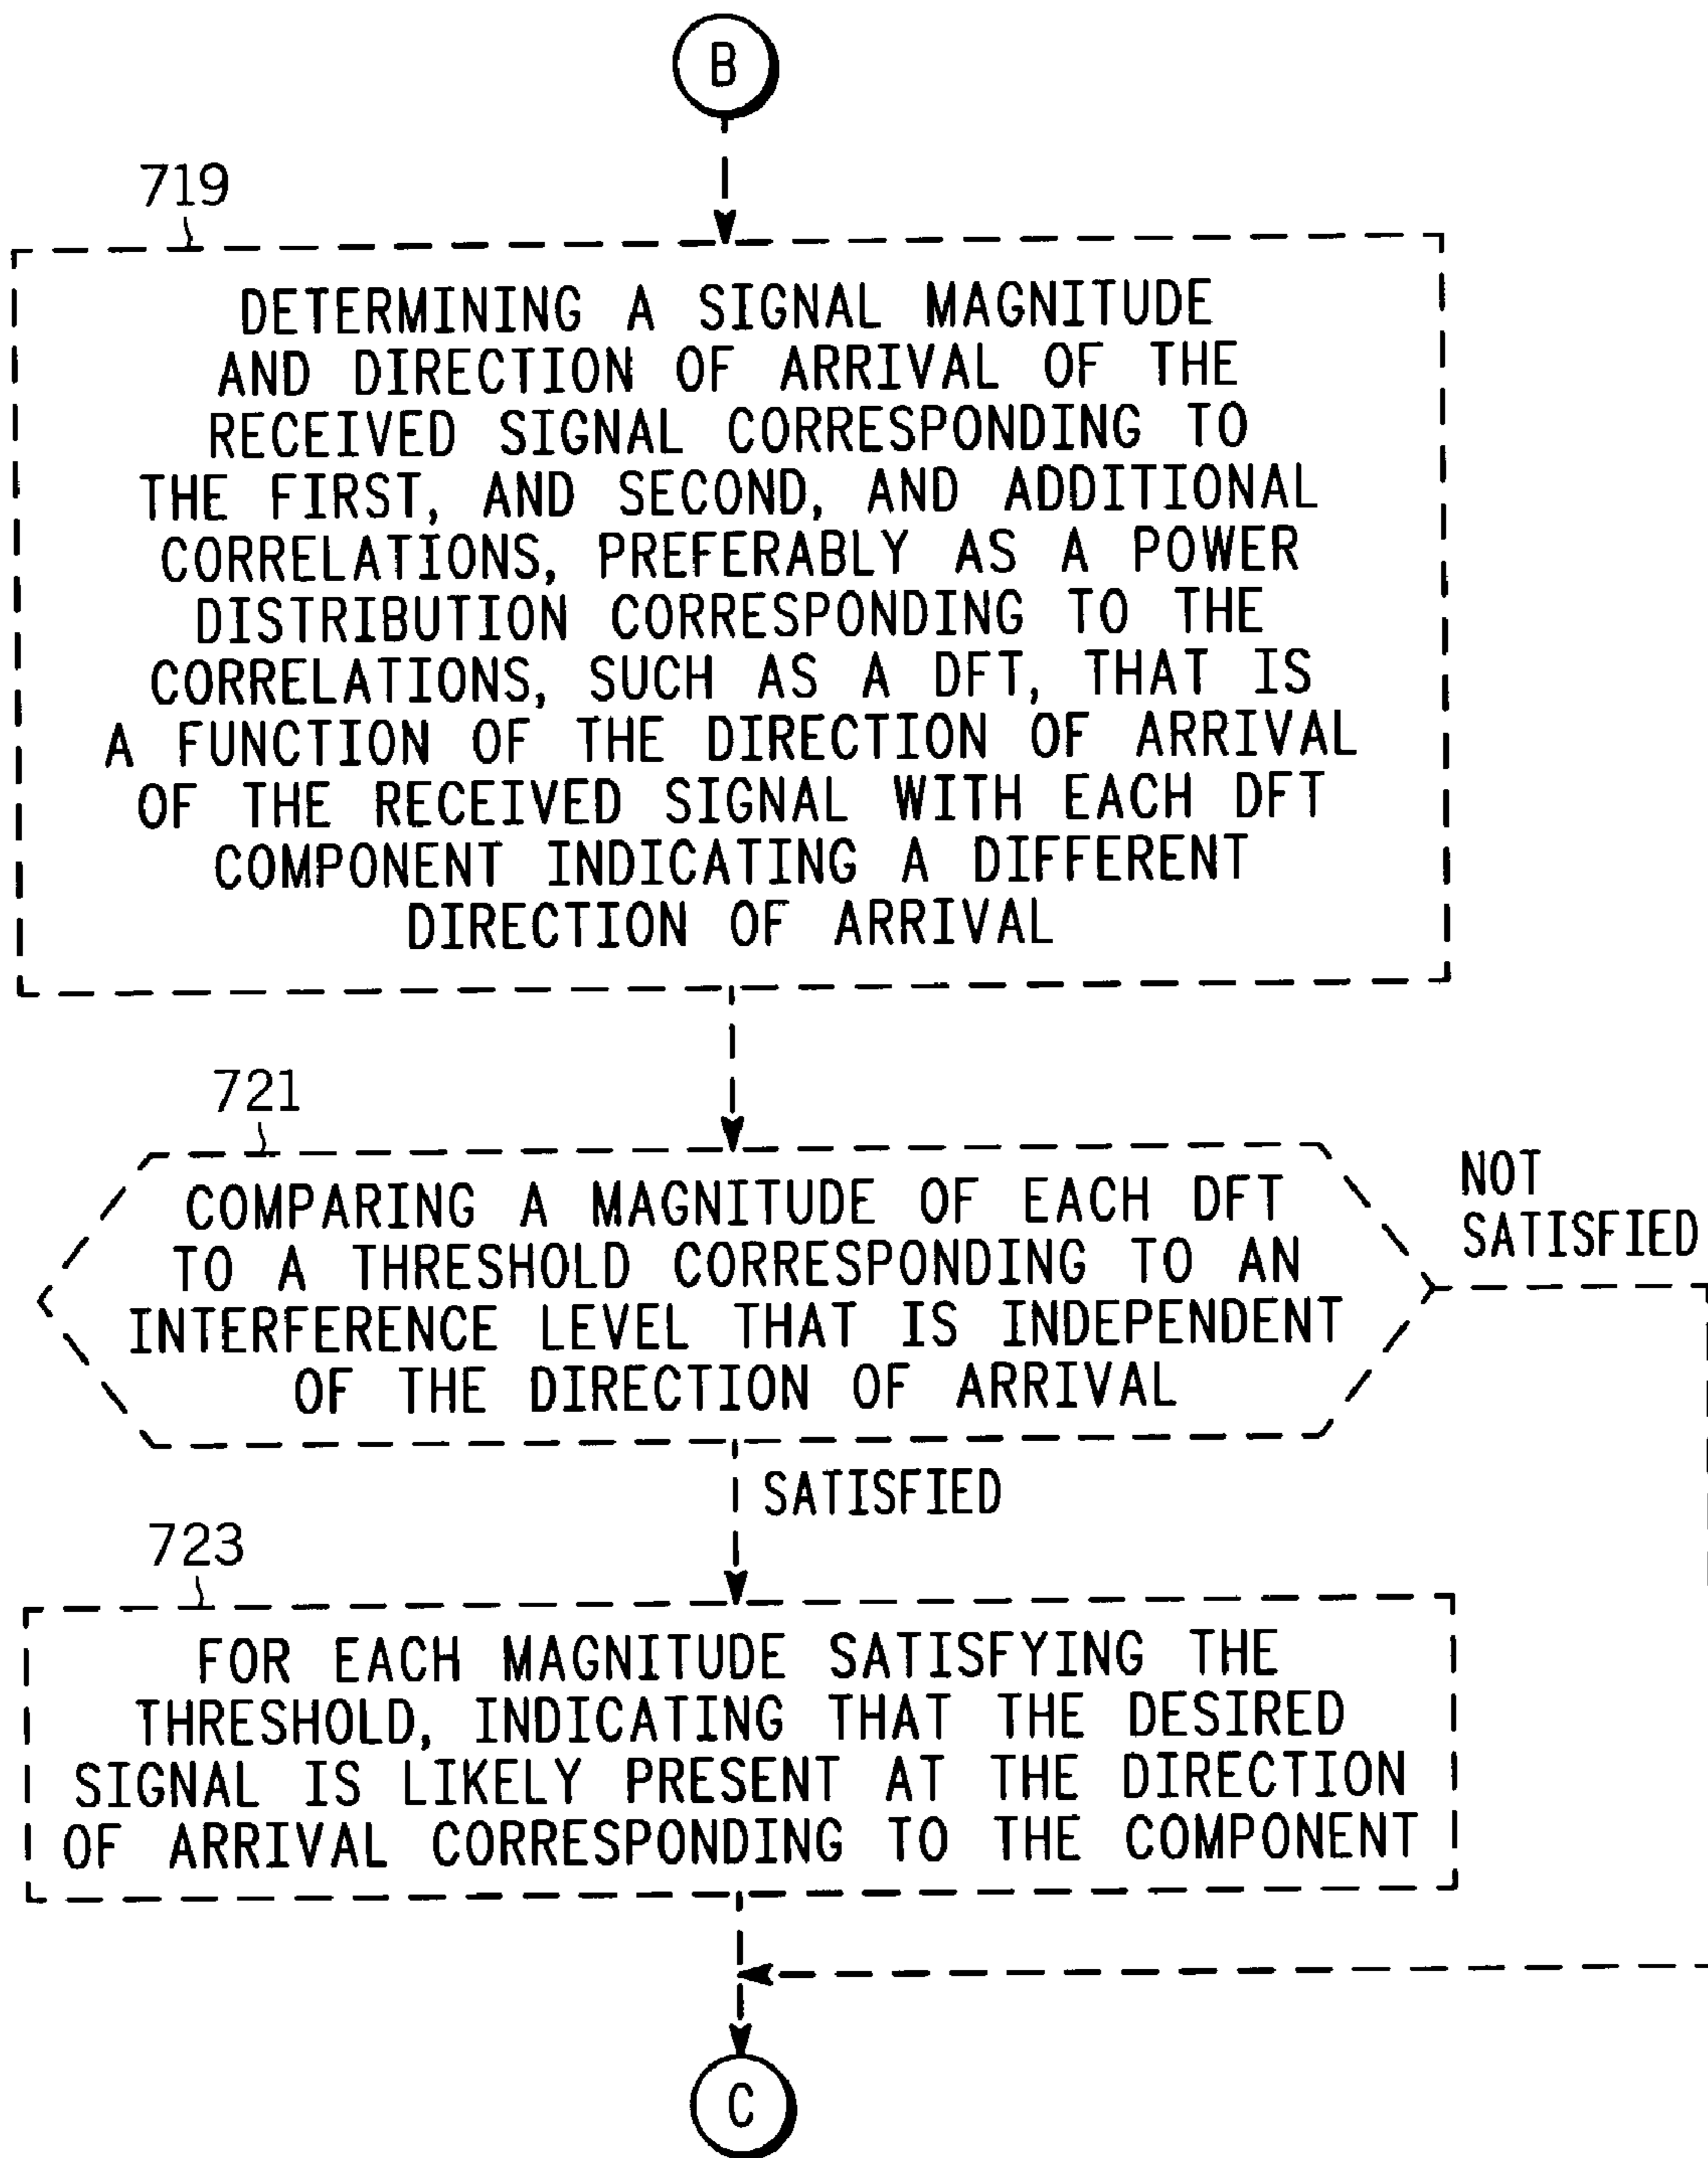 B
719
DETERMINING A SIGNAL MAGNITUDE
AND DIRECTION OF ARRIVAL OF THE
RECEIVED SIGNAL CORRESPONDING TO
THE FIRST, AND SECOND, AND ADDITIONAL
CORRELATIONS, PREFERABLY AS A POWER
DISTRIBUTION CORRESPONDING TO THE
CORRELATIONS, SUCH AS A DFT, THAT IS
A FUNCTION OF THE DIRECTION OF ARRIVAL
OF THE RECEIVED SIGNAL WITH EACH DFT
COMPONENT INDICATING A DIFFERENT
DIRECTION OF ARRIVAL
721
COMPARING A MAGNITUDE OF EACH DFT
TO A THRESHOLD CORRESPONDING TO AN
INTERFERENCE LEVEL THAT IS INDEPENDENT
OF THE DIRECTION OF ARRIVAL
NOT
SATISFIED
SATISFIED
723
FOR EACH MAGNITUDE SATISFYING THE
THRESHOLD, INDICATING THAT THE DESIRED
SIGNAL IS LIKELY PRESENT AT THE DIRECTION
OF ARRIVAL CORRESPONDING TO THE COMPONENT
C